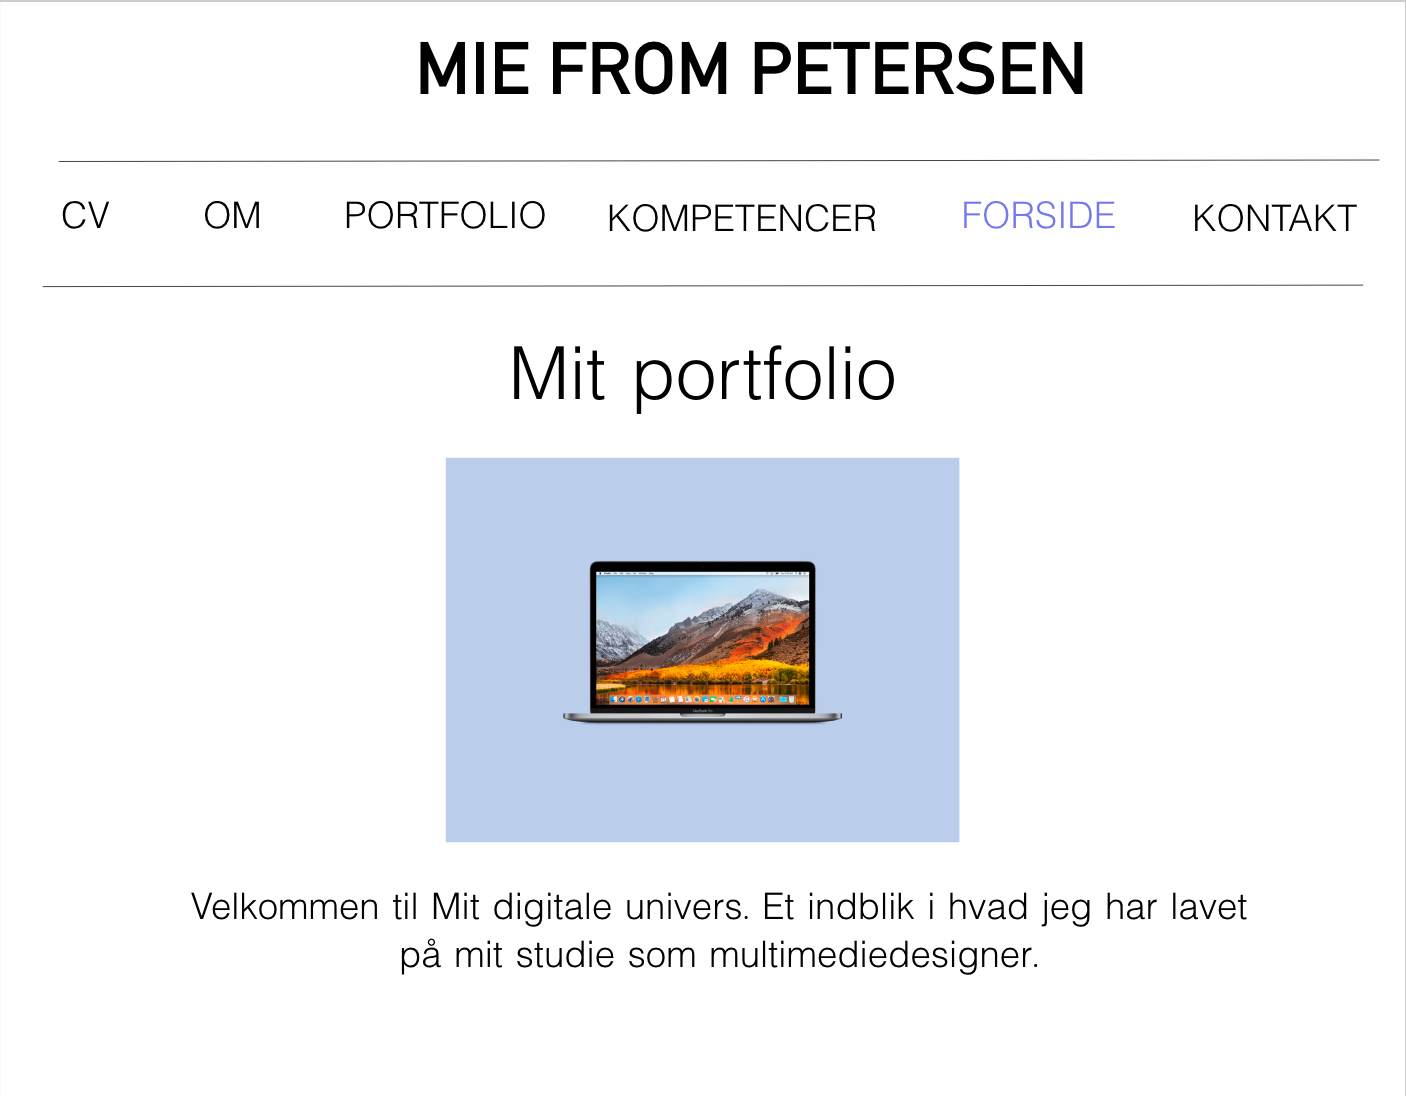 MIE FROM PETERSEN
CV OM PORTFOLIO KOMPETENCER FORSIDE KONTAKT
Mit portfolio
Velkommen til Mit digitale univers. Et indblik i hvad jeg har lavet
på mit studie som multimediedesigner.